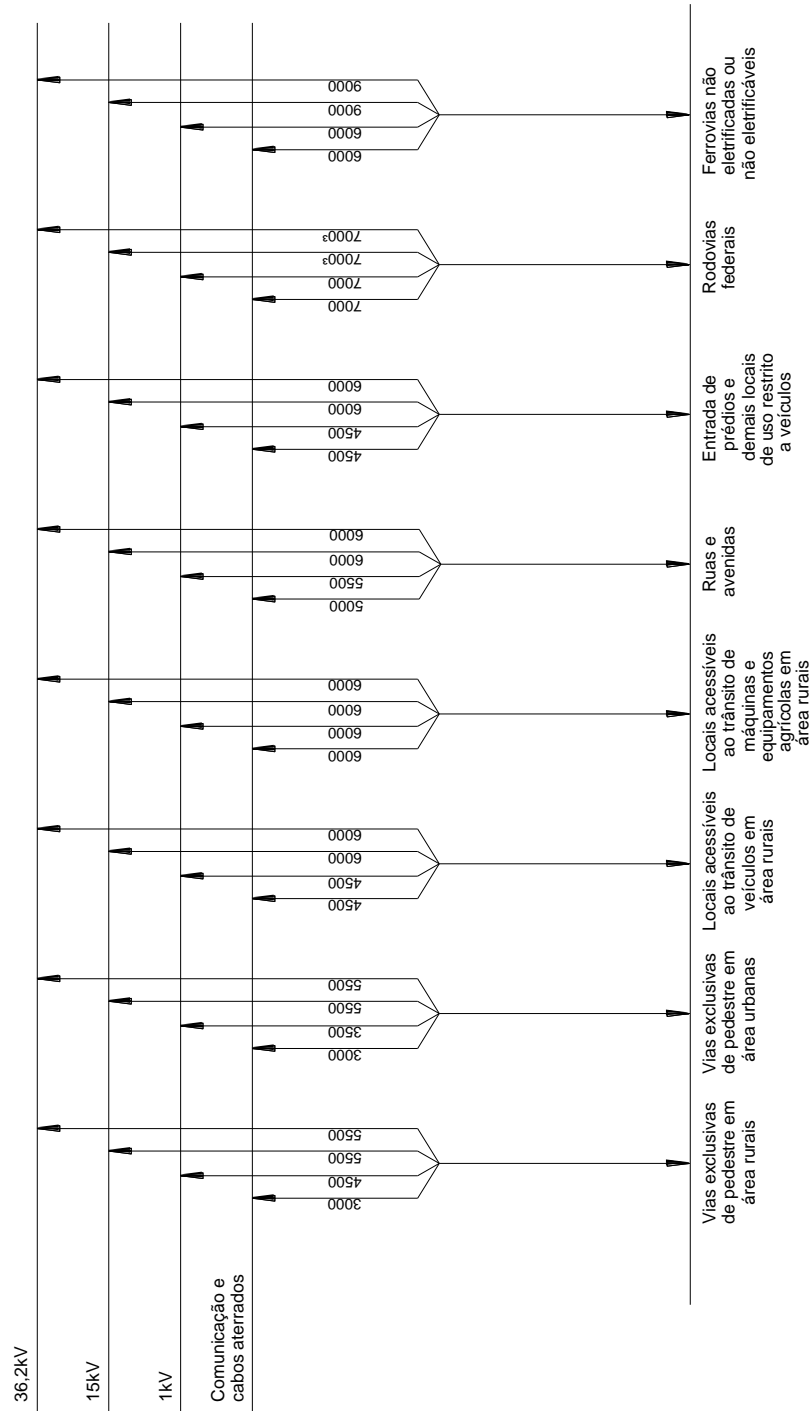 36,2kV
15kV
1kV
Comunicação e
cabos aterrados
3000
4500
5500
5500
3000
3500
5500
5500
4500
4500
6000
6000
6000
6000
6000
6000
5000
5500
6000
6000
4500
4500
6000
6000
7000
7000
7000³
7000³
6000
6000
9000
9000
Vias exclusivas
de pedestre em
área rurais
Vias exclusivas
de pedestre em
área urbanas
Locais acessíveis
ao trânsito de
veículos em
área rurais
Locais acessíveis
ao trânsito de
máquinas e
equipamentos
agrícolas em
área rurais
Ruas e
avenidas
Entrada de
prédios e
demais locais
de uso restrito
a veículos
Rodovias
federais
Ferrovias não
eletrificadas ou
não eletrificáveis